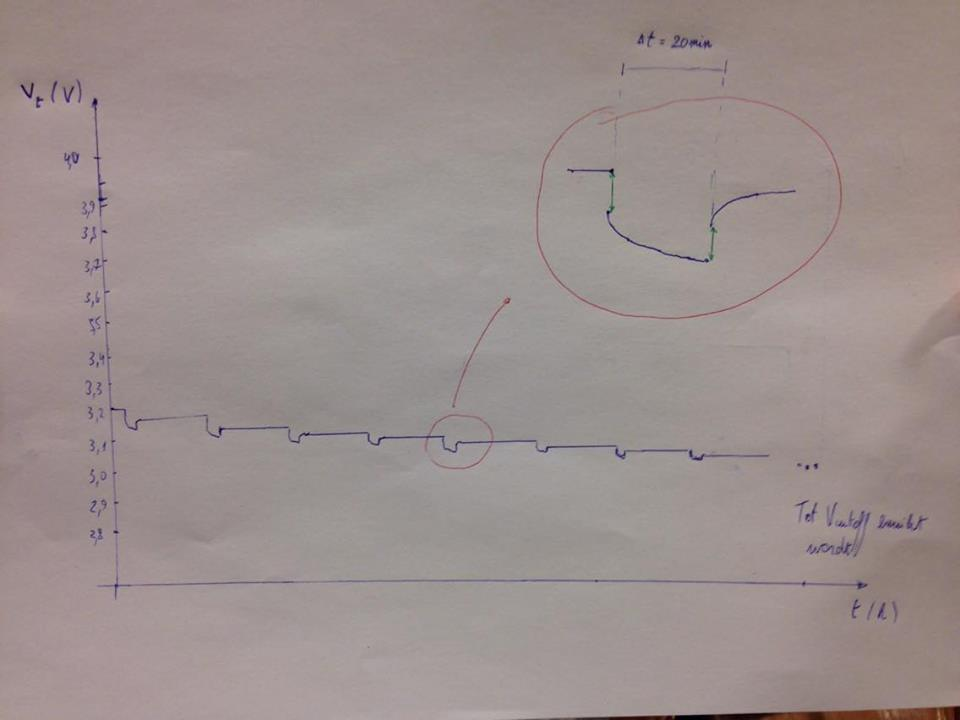 Δt = 20min
Vt (V)
4,0
3,9
3,8
3,7
3,6
3,5
3,4
3,3
3,2
3,1
3,0
2,9
2,8
...
Tot Vcutoff bereikt
wordt
t (h)